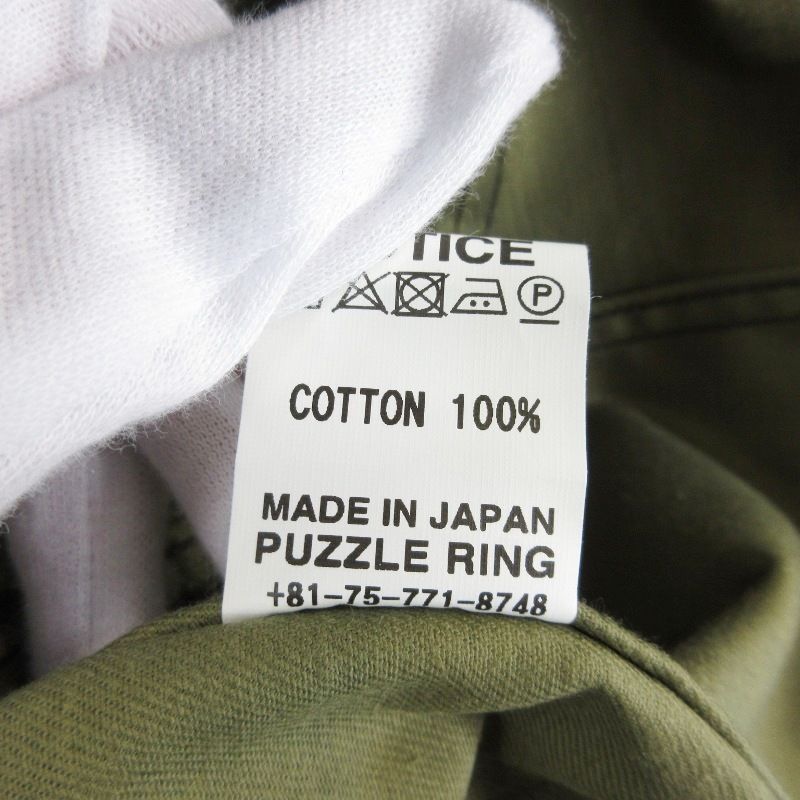 TICE
P
COTTON 100%
MADE IN JAPAN
PUZZLE RING
+81-75-771-8748